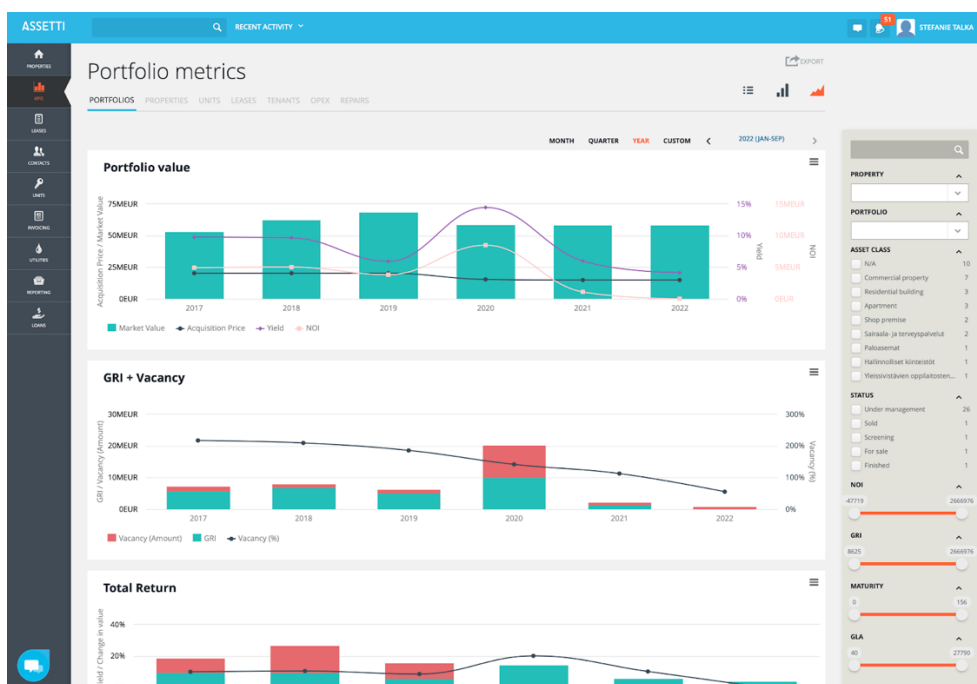 ASSETTI
RECENT ACTIVITY
51
STEFANIE TALKA
PROPERTIES
KPIS
LEASES
CONTACTS
UNITS
INVOICING
UTILITIES
REPORTING
LOANS
Portfolio metrics
EXPORT
PORTFOLIOS PROPERTIES UNITS LEASES TENANTS OPEX REPAIRS
MONTH QUARTER YEAR CUSTOM 2022 (JAN-SEP)
Portfolio value
Acquisition Price / Market Value
75MEUR
50MEUR
25MEUR
0EUR
15% 15MEUR
10% 10MEUR
5% 5MEUR
0% 0EUR
Yield
NOI
2017 2018 2019 2020 2021 2022
Market Value Acquisition Price Yield NOI
GRI + Vacancy
GRI / Vacancy (Amount)
30MEUR
20MEUR
10MEUR
0EUR
300%
200%
100%
0%
Vacancy (%)
2017 2018 2019 2020 2021 2022
Vacancy (Amount) GRI Vacancy (%)
Total Return
40%
20%
ield / Change in value
PROPERTY
PORTFOLIO
ASSET CLASS
N/A 10
Commercial property 7
Residential building 3
Apartment 3
Shop premise 2
Sairaala- ja terveyspalvelut 2
Paloasemat 1
Hallinnolliset kiinteistöt 1
Yleissivistävien oppilaitosten... 1
STATUS
Under management 26
Sold 1
Screening 1
For sale 1
Finished 1
NOI
-47719 2666976
GRI
8625 2666976
MATURITY
0 156
GLA
40 27790